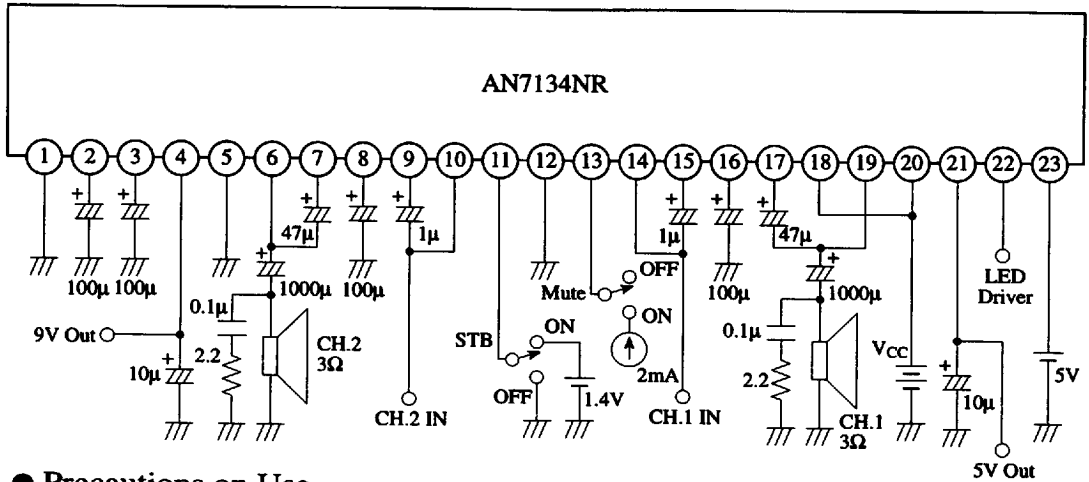 AN7134NR
1 2 3 4 5 6 7 8 9 10 11 12 13 14 15 16 17 18 19 20 21 22 23
+ + + + + + + +
47μ 1μ 1μ 47μ
100μ 100μ + 1000μ 100μ 100μ + 1000μ
OFF
Mute
ON
2mA
LED
Driver
0.1μ
9V Out
+
10μ
2.2
CH.2
3Ω
CH.2 IN
STB
ON
OFF
1.4V
CH.1 IN
0.1μ
2.2
CH.1
3Ω
VCC
+
10μ
5V
5V Out
● Precautions on Use